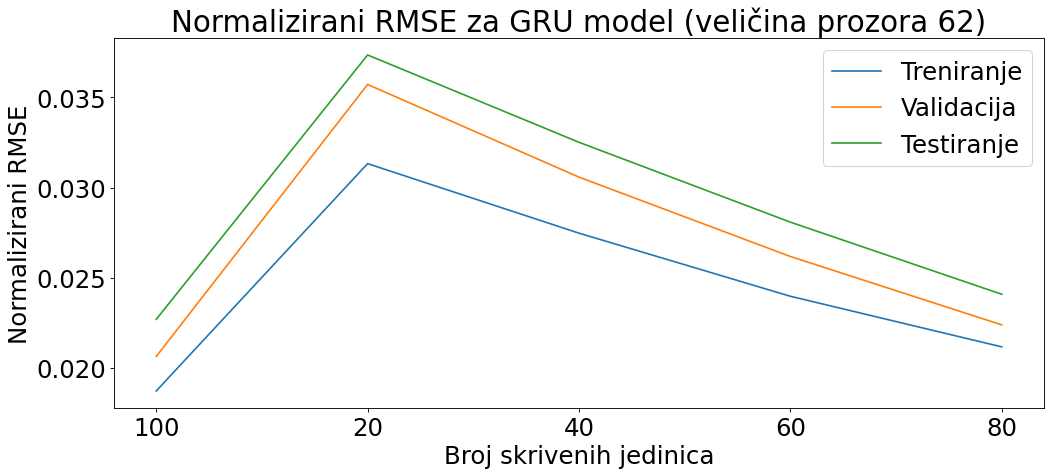 Normalizirani RMSE za GRU model (veličina prozora 62)
Treniranje
Validacija
Testiranje
Normalizirani RMSE
0.035
0.030
0.025
0.020
100 20 40 60 80
Broj skrivenih jedinica